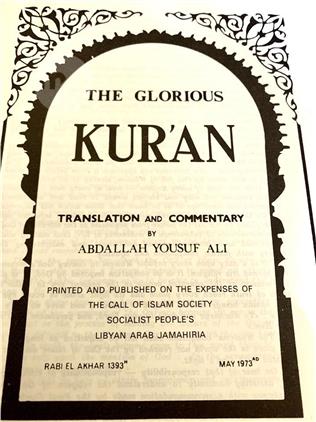 THE GLORIOUS
KUR'AN
TRANSLATION AND COMMENTARY
BY
ABDALLAH YOUSUF ALI
PRINTED AND PUBLISHED ON THE EXPENSES OF
THE CALL OF ISLAM SOCIETY
SOCIALIST PEOPLE'S
LIBYAN ARAB JAMAHIRIA
RABI EL AKHAR 1393H MAY 1973AD